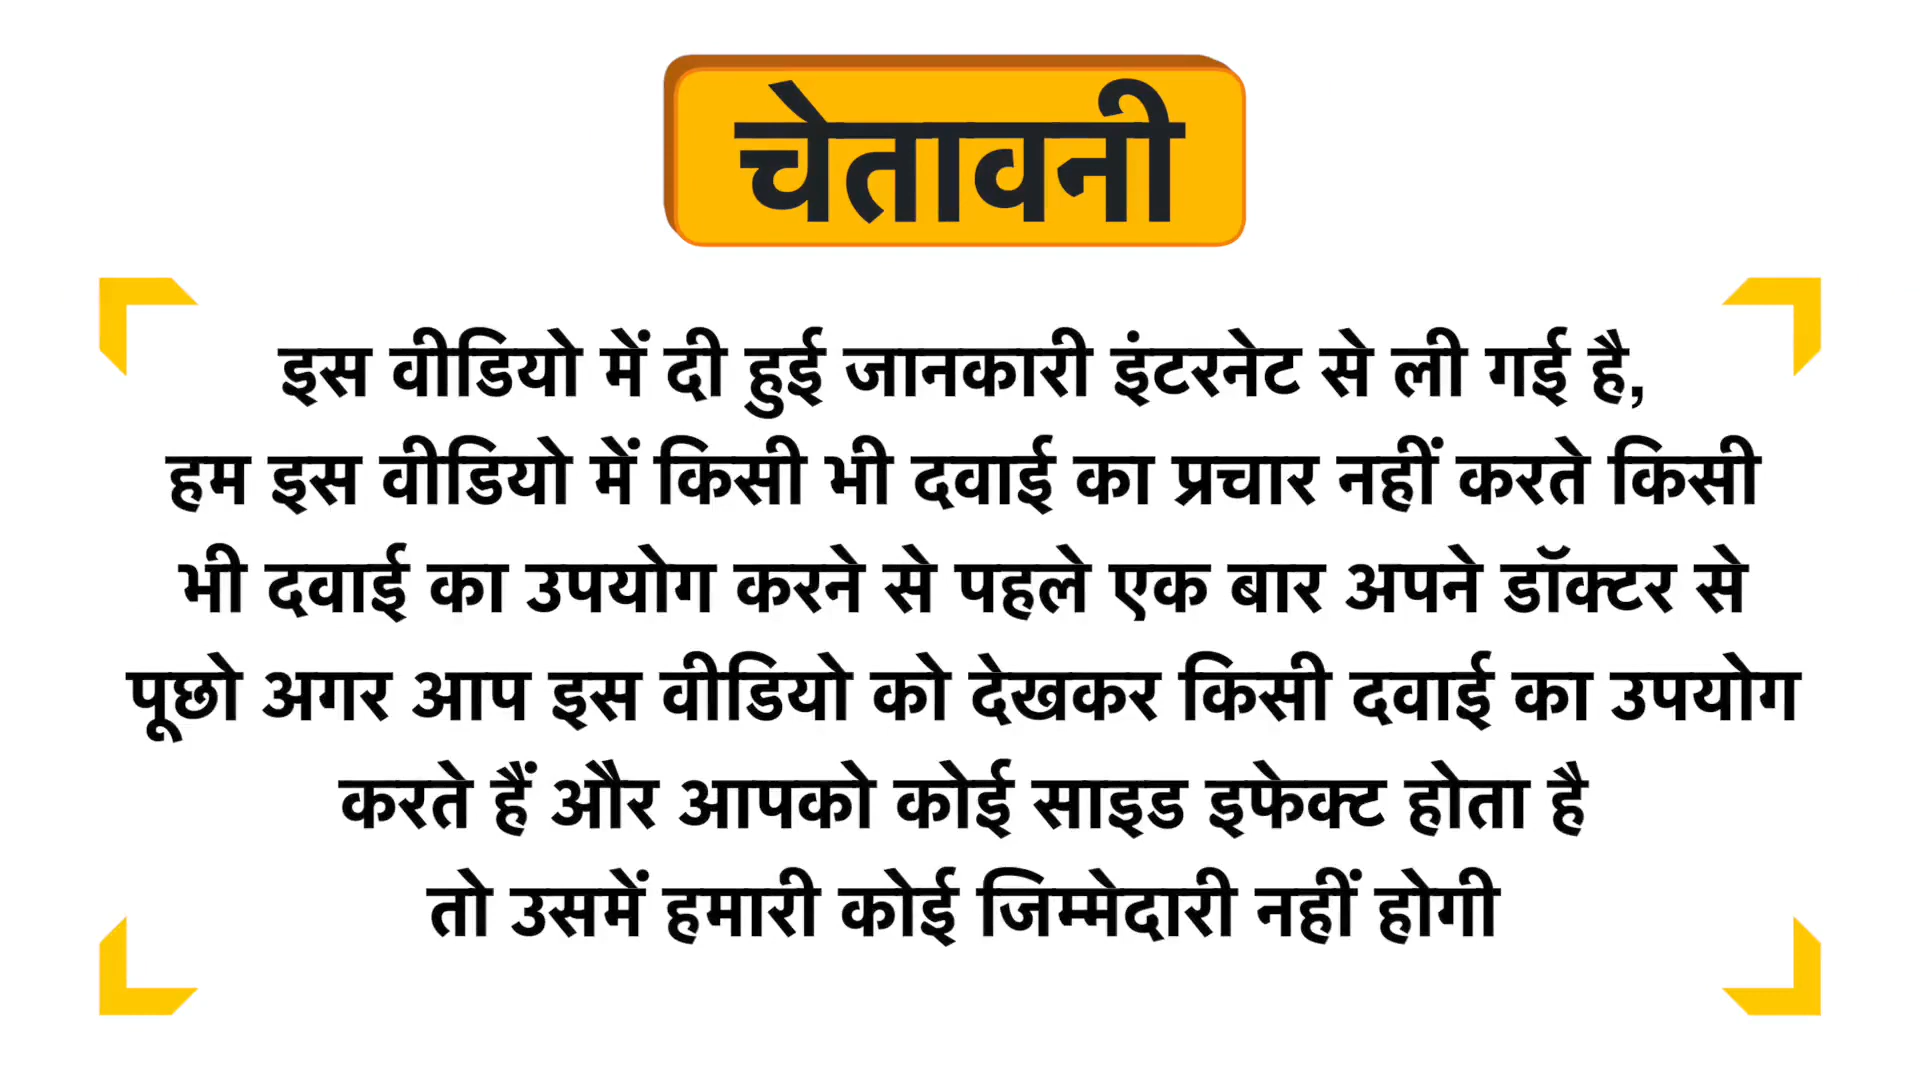 चेतावनी
इस वीडियो में दी हुई जानकारी इंटरनेट से ली गई है,
हम इस वीडियो में किसी भी दवाई का प्रचार नहीं करते किसी
भी दवाई का उपयोग करने से पहले एक बार अपने डॉक्टर से
पूछो अगर आप इस वीडियो को देखकर किसी दवाई का उपयोग
करते हैं और आपको कोई साइड इफेक्ट होता है
तो उसमें हमारी कोई जिम्मेदारी नहीं होगी